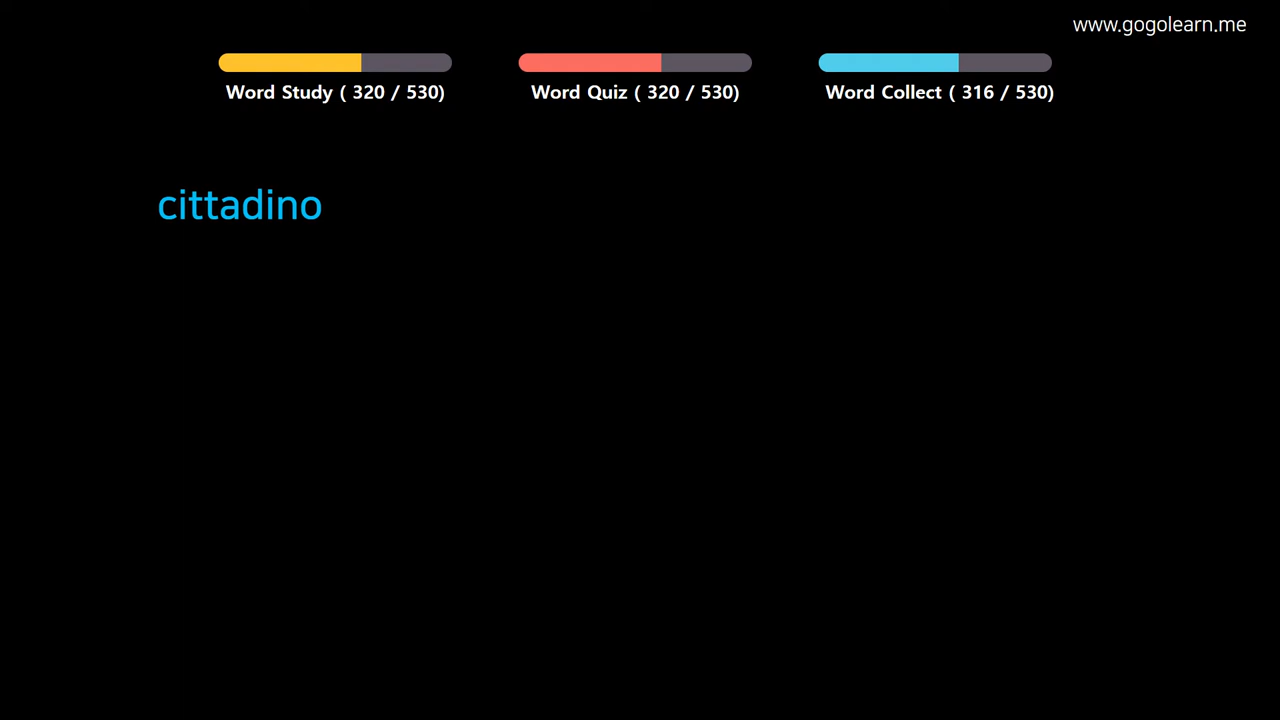 www.gogolearn.me
Word Study ( 320 / 530)
Word Quiz ( 320 / 530)
Word Collect ( 316 / 530)
cittadino